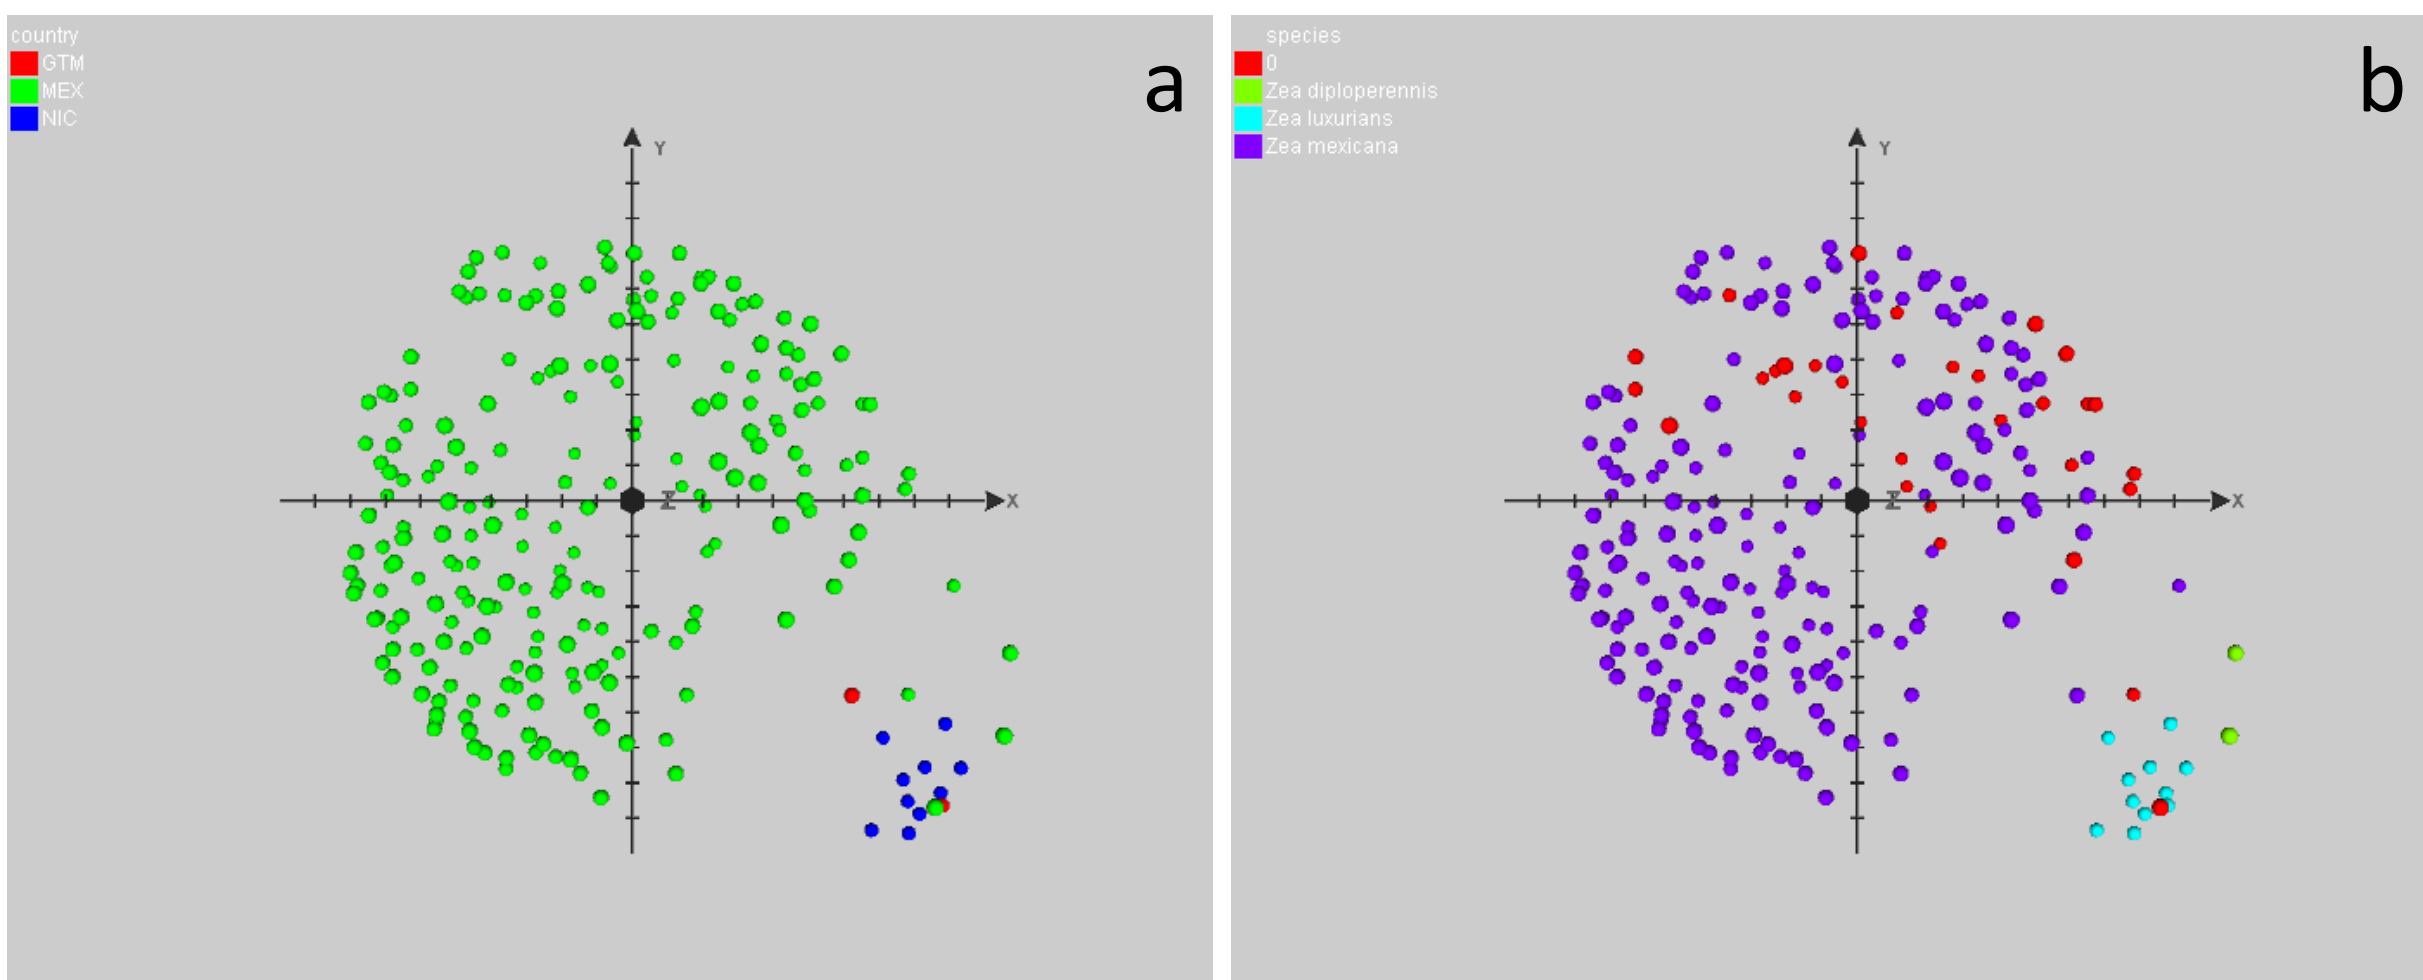 country
GTM
MEX
NIC
a
Y
Z
X
species
0
Zea diploperennis
Zea luxurians
Zea mexicana
b
Y
Z
X